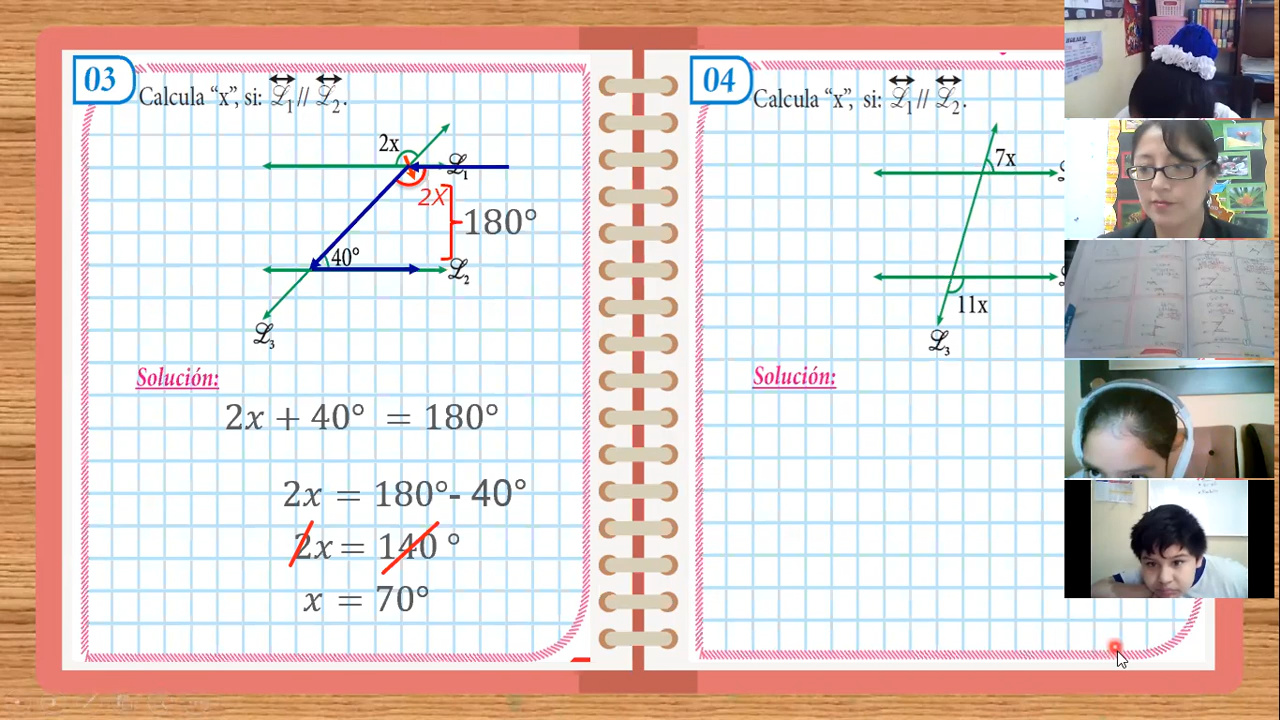 03
Calcula “x”, si: ℒ₁ // ℒ₂.
2x
ℒ₁
2X
180°
40°
ℒ₂
ℒ₃
Solución:
2x + 40° = 180°
2x = 180°- 40°
2x = 140 °
x = 70°
04
Calcula “x”, si: ℒ₁ // ℒ₂.
7x
11x
ℒ₃
Solución: